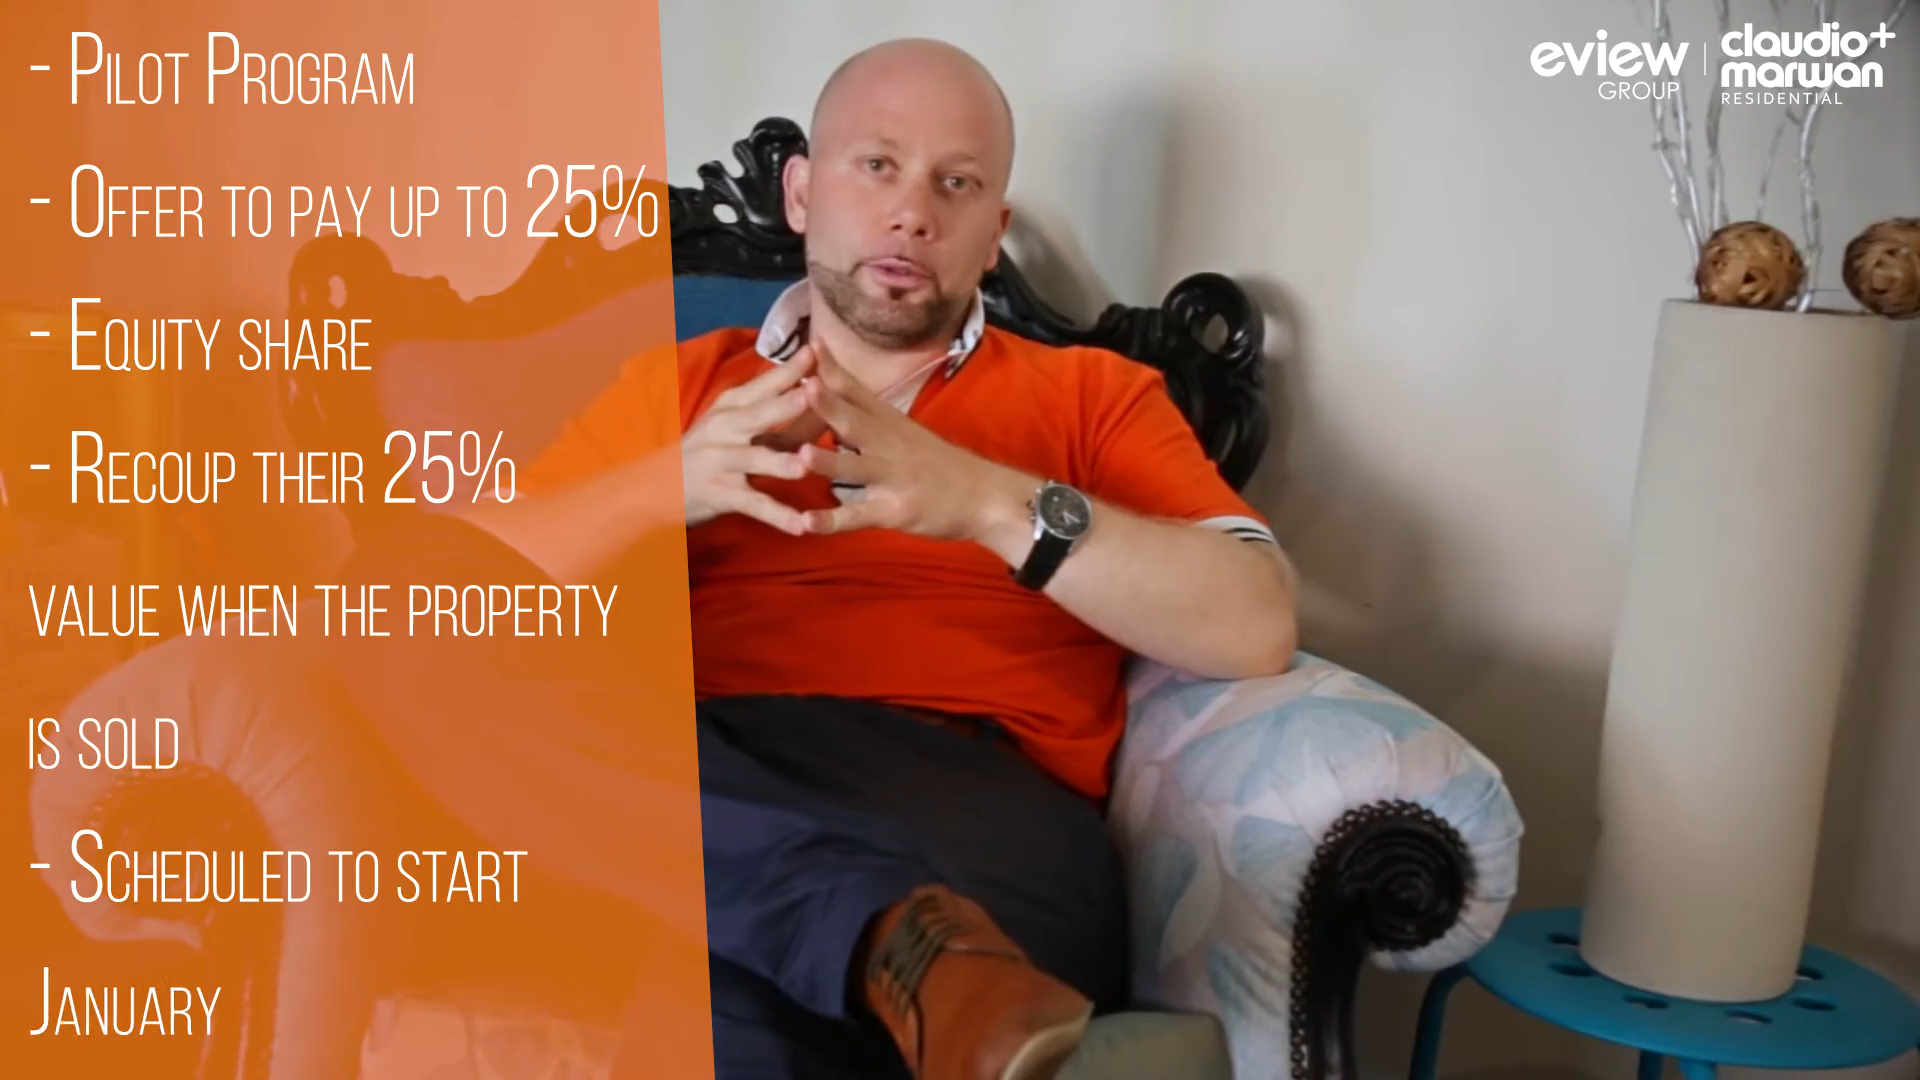 - Pilot Program
- Offer to pay up to 25%
- Equity share
- Recoup their 25%
value when the property
is sold
- Scheduled to start
January
eview
GROUP
claudio+
marwan
RESIDENTIAL